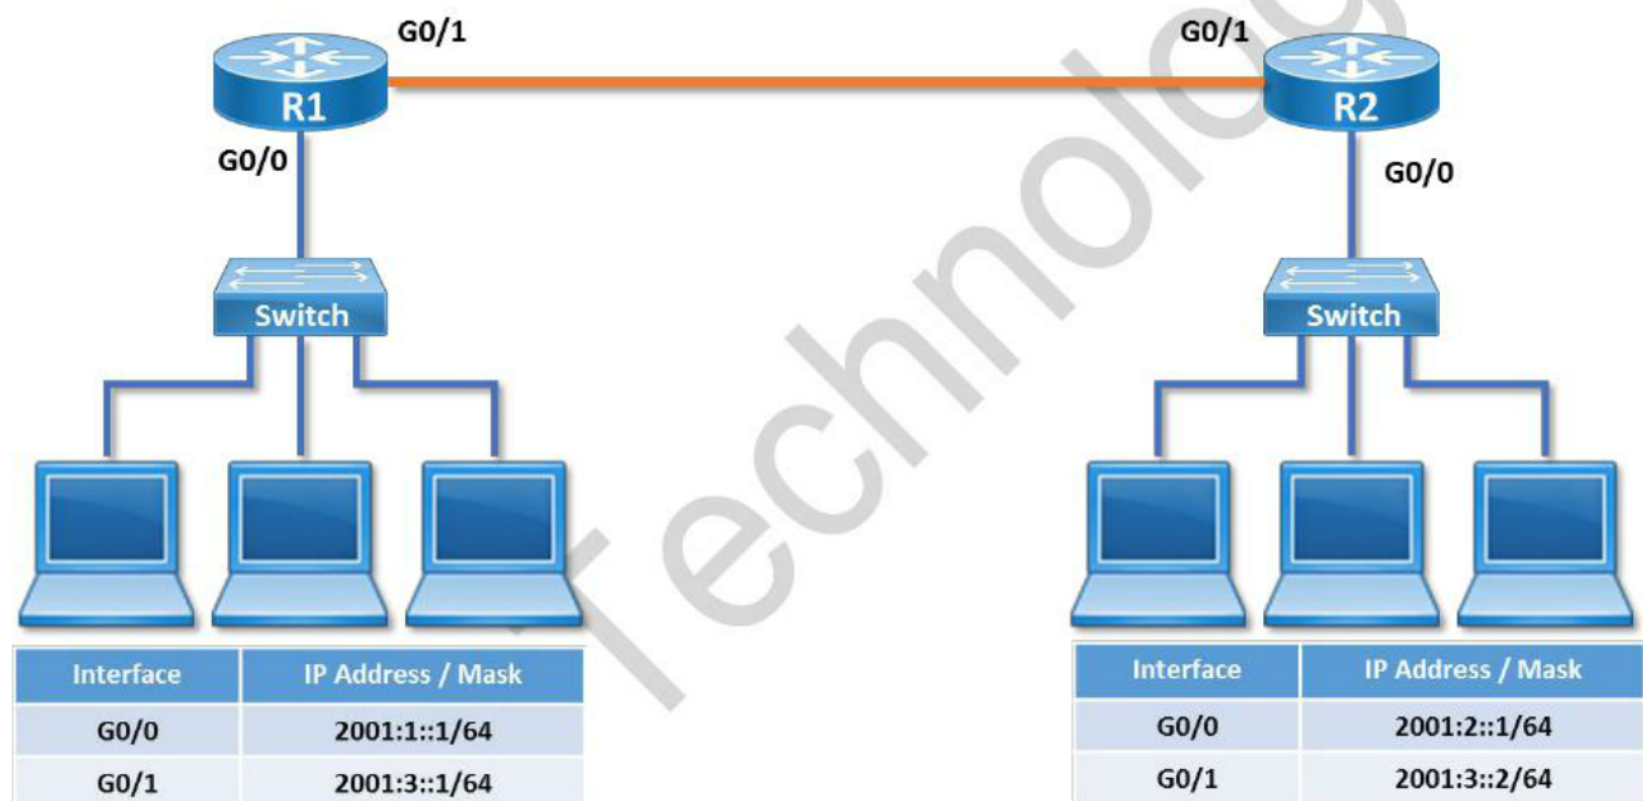 G0/1
G0/1
R1
R2
G0/0
G0/0
Switch
Switch
Technolog
Interface IP Address / Mask
G0/0 2001:1::1/64
G0/1 2001:3::1/64
Interface IP Address / Mask
G0/0 2001:2::1/64
G0/1 2001:3::2/64